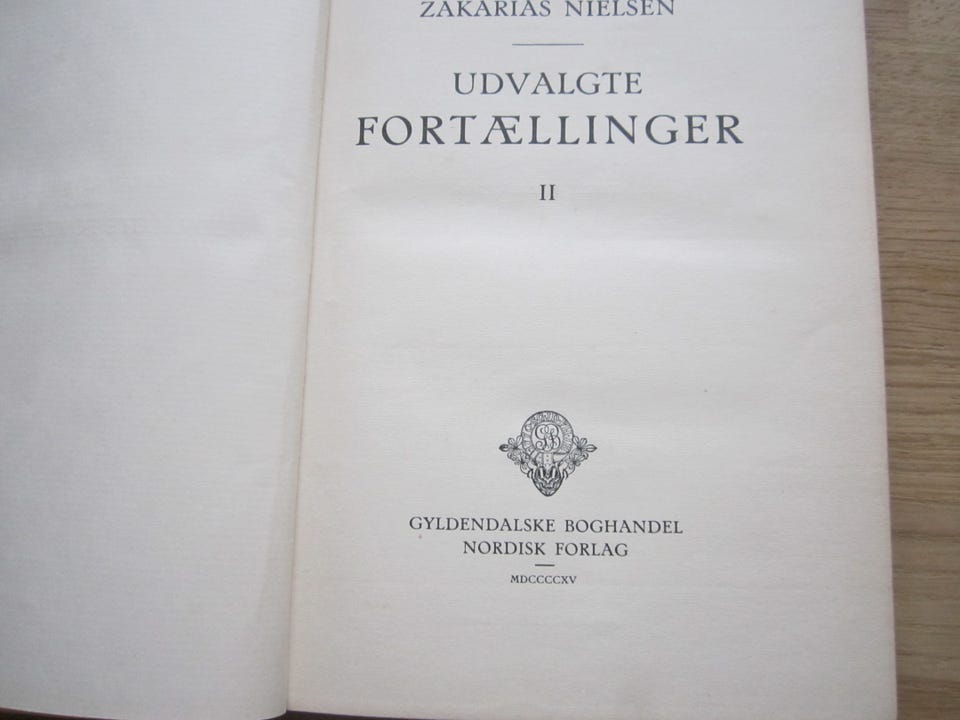 ZAKARIAS NIELSEN
UDVALGTE
FORTÆLLINGER
II
GYLDENDALSKE BOGHANDEL
NORDISK FORLAG
MDCCCCXV